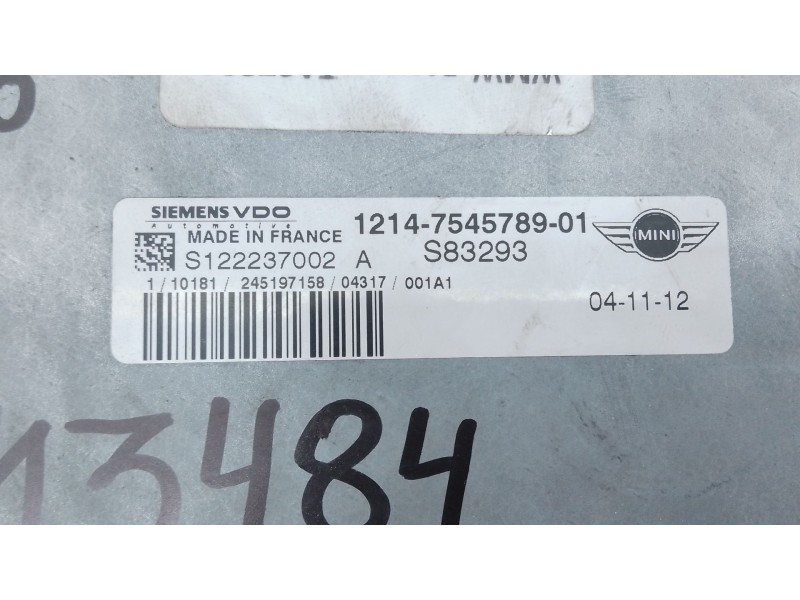 SIEMENS VDO
Automotive
MADE IN FRANCE
1214-7545789-01
MINI
S122237002 A
S83293
1/10181/245197158/04317/001A1
04-11-12
13484